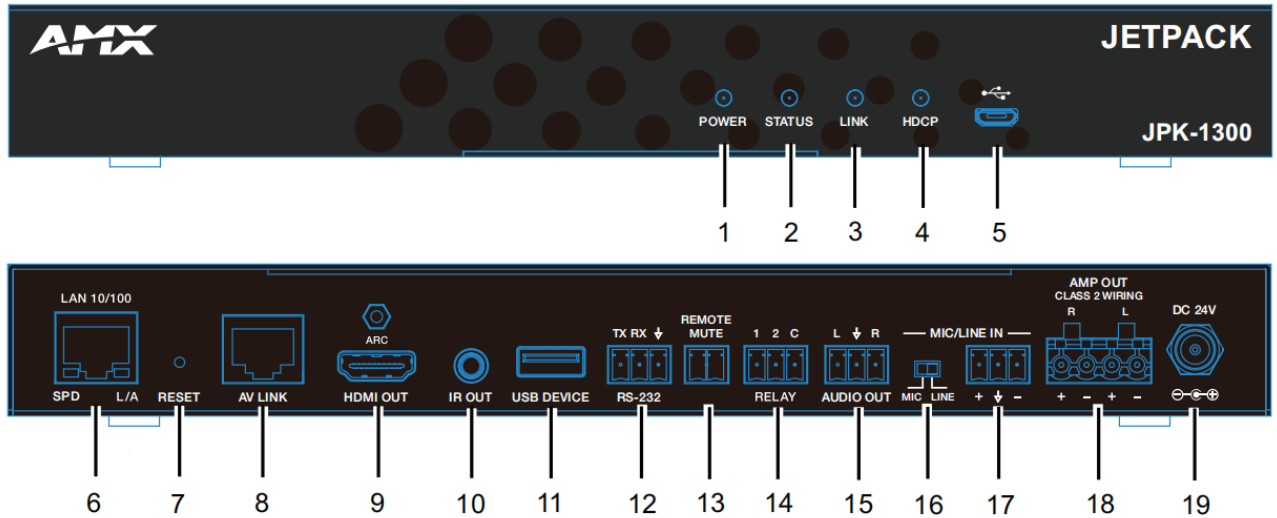 AMX
JETPACK
POWER STATUS LINK HDCP
JPK-1300
1 2 3 4 5
AMP OUT
CLASS 2 WIRING
LAN 10/100
R L
DC 24V
REMOTE
MUTE
TX RX
1 2 C
L R
MIC/LINE IN
ARC
SPD L/A RESET AV LINK HDMI OUT IR OUT USB DEVICE RS-232 RELAY AUDIO OUT MIC LINE + - + - + -
6 7 8 9 10 11 12 13 14 15 16 17 18 19